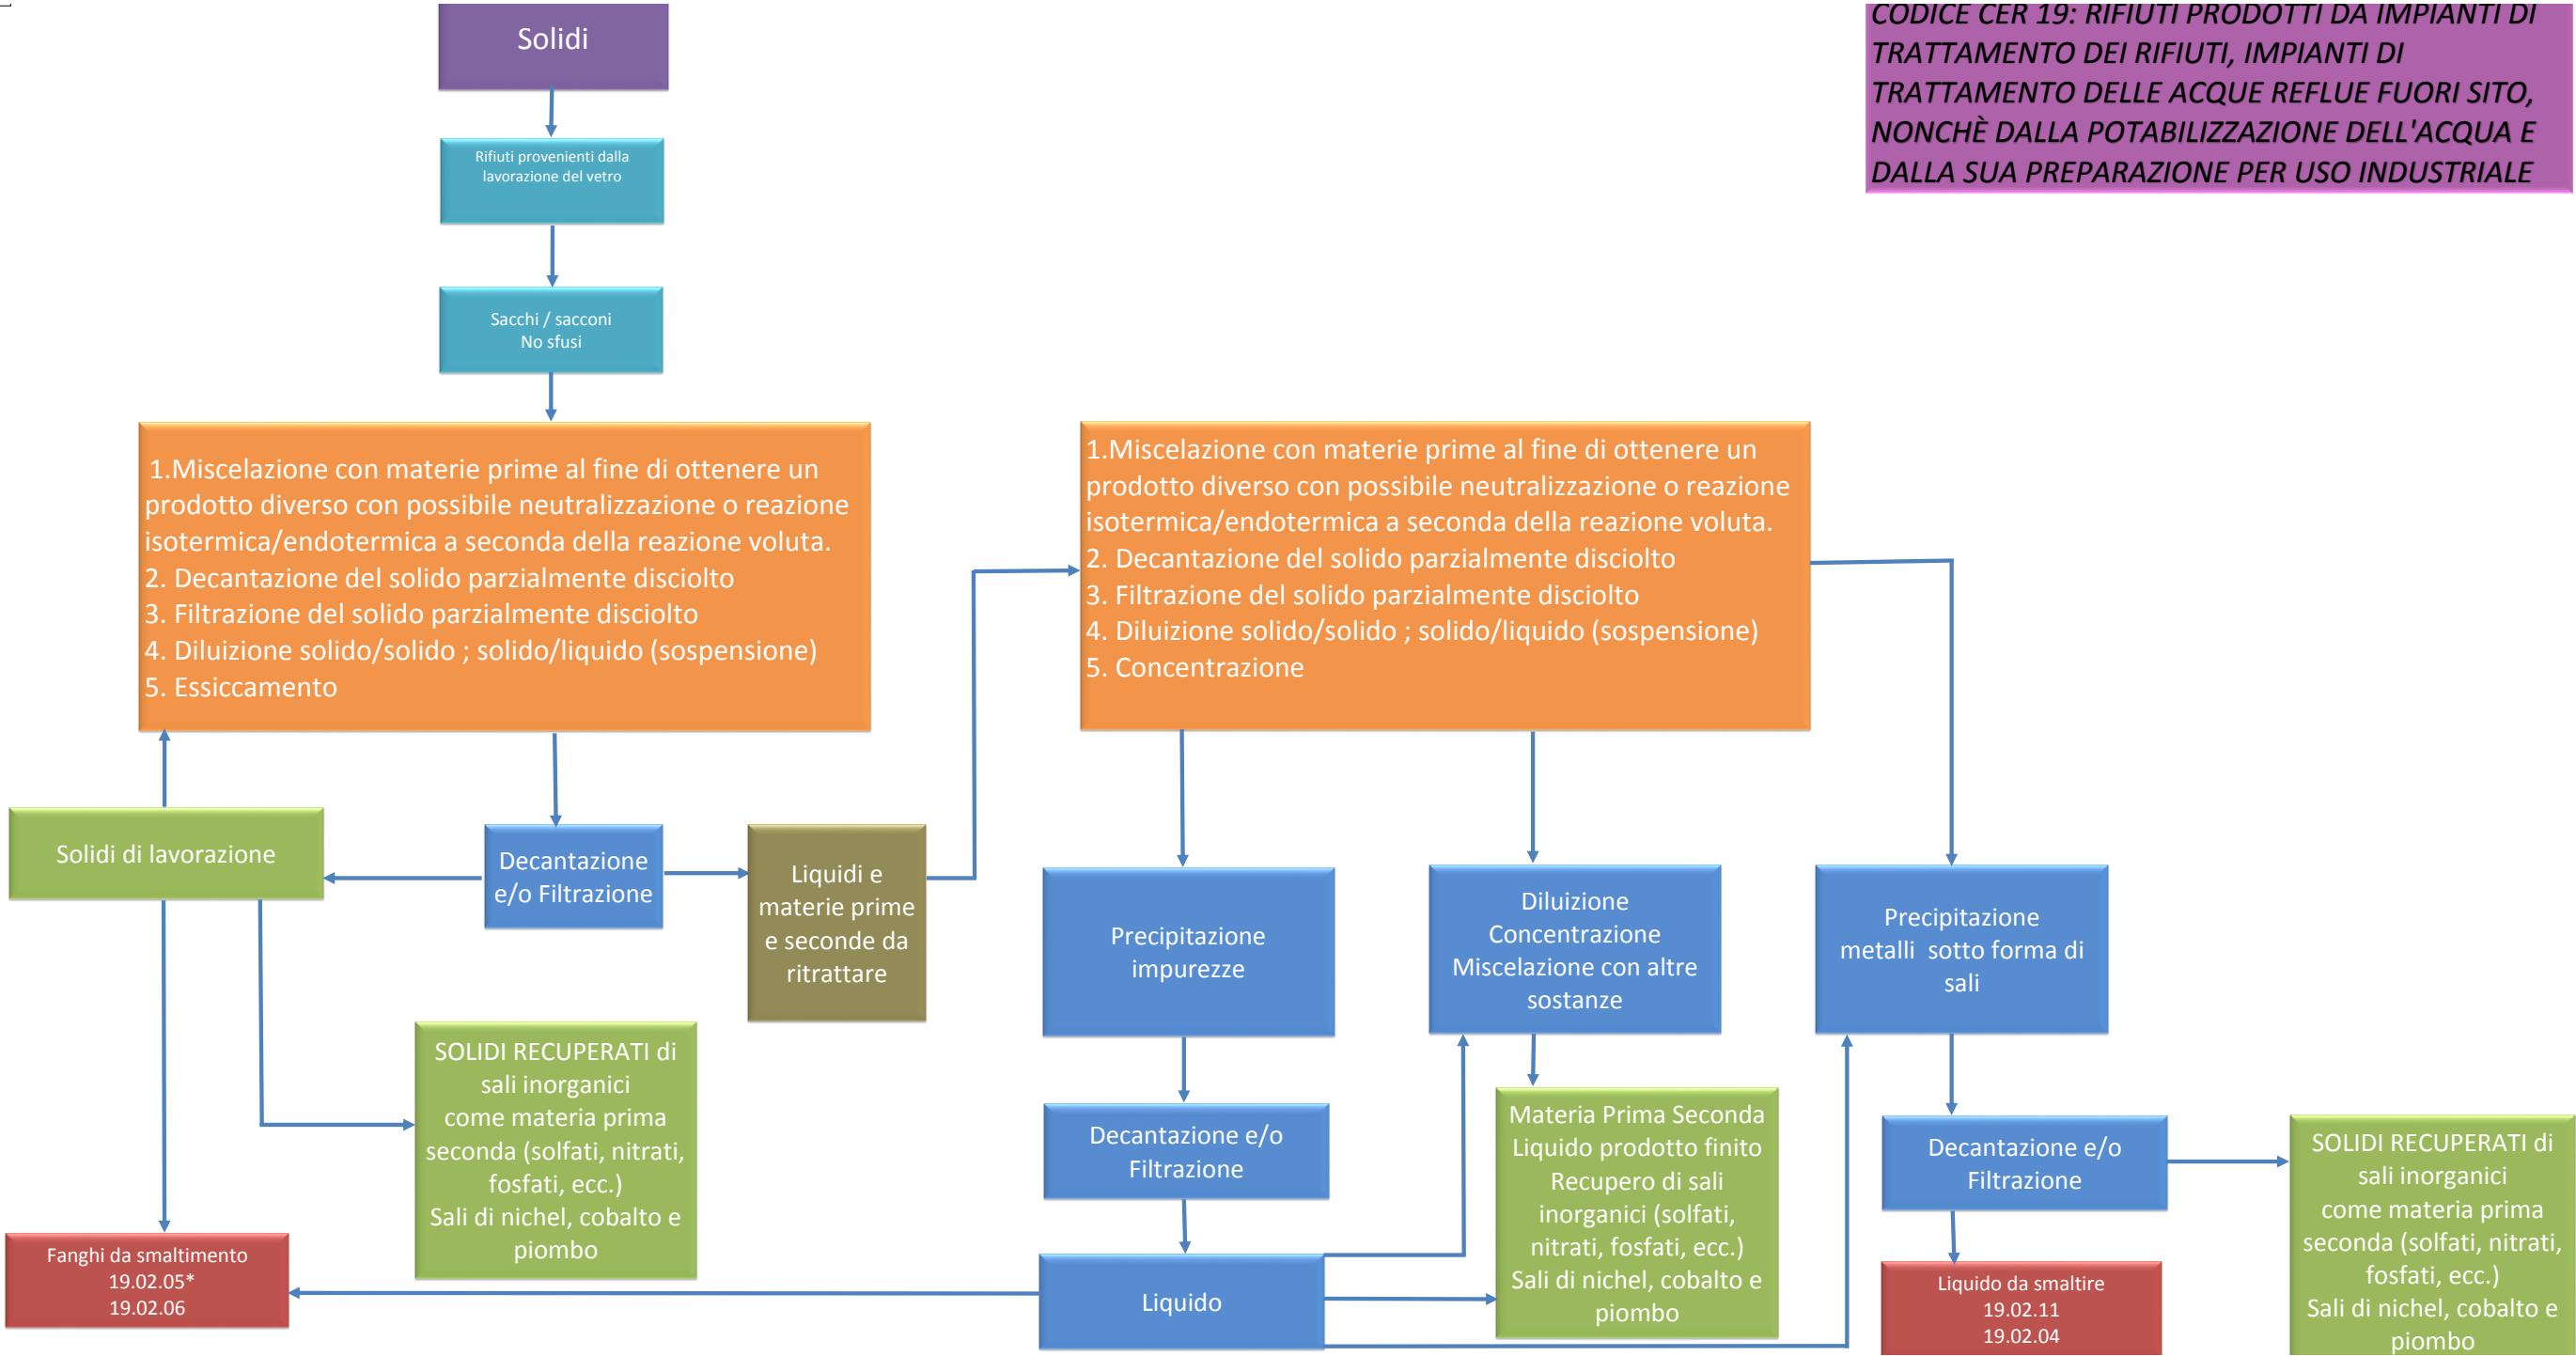 Solidi
CODICE CER 19: RIFIUTI PRODOTTI DA IMPIANTI DI
TRATTAMENTO DEI RIFIUTI, IMPIANTI DI
TRATTAMENTO DELLE ACQUE REFLUE FUORI SITO,
NONCHÈ DALLA POTABILIZZAZIONE DELL'ACQUA E
DALLA SUA PREPARAZIONE PER USO INDUSTRIALE
Rifiuti provenienti dalla
lavorazione del vetro
Sacchi / sacconi
No sfusi
1.Miscelazione con materie prime al fine di ottenere un
prodotto diverso con possibile neutralizzazione o reazione
isotermica/endotermica a seconda della reazione voluta.
2. Decantazione del solido parzialmente disciolto
3. Filtrazione del solido parzialmente disciolto
4. Diluizione solido/solido ; solido/liquido (sospensione)
5. Essiccamento
1.Miscelazione con materie prime al fine di ottenere un
prodotto diverso con possibile neutralizzazione o reazione
isotermica/endotermica a seconda della reazione voluta.
2. Decantazione del solido parzialmente disciolto
3. Filtrazione del solido parzialmente disciolto
4. Diluizione solido/solido ; solido/liquido (sospensione)
5. Concentrazione
Solidi di lavorazione
Decantazione
e/o Filtrazione
Liquidi e
materie prime
e seconde da
ritrattare
Precipitazione
impurezze
Diluizione
Concentrazione
Miscelazione con altre
sostanze
Precipitazione
metalli sotto forma di
sali
SOLIDI RECUPERATI di
sali inorganici
come materia prima
seconda (solfati, nitrati,
fosfati, ecc.)
Sali di nichel, cobalto e
piombo
Decantazione e/o
Filtrazione
Materia Prima Seconda
Liquido prodotto finito
Recupero di sali
inorganici (solfati,
nitrati, fosfati, ecc.)
Sali di nichel, cobalto e
piombo
Decantazione e/o
Filtrazione
SOLIDI RECUPERATI di
sali inorganici
come materia prima
seconda (solfati, nitrati,
fosfati, ecc.)
Sali di nichel, cobalto e
piombo
Fanghi da smaltimento
19.02.05*
19.02.06
Liquido
Liquido da smaltire
19.02.11
19.02.04